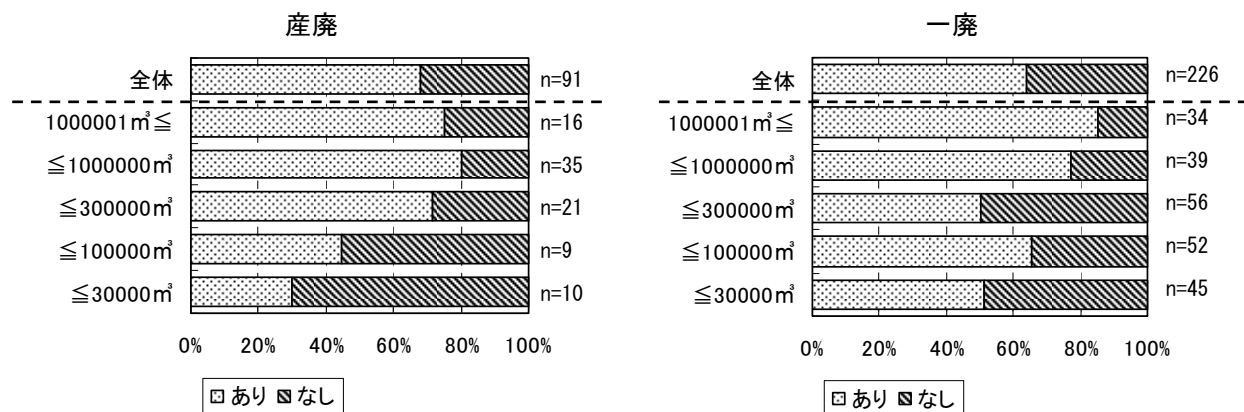 産廃
全体
n=91
1000001㎥≦
n=16
≦1000000㎥
n=35
≦300000㎥
n=21
≦100000㎥
n=9
≦30000㎥
n=10
0% 20% 40% 60% 80% 100%
あり なし
一廃
全体
n=226
1000001㎥≦
n=34
≦1000000㎥
n=39
≦300000㎥
n=56
≦100000㎥
n=52
≦30000㎥
n=45
0% 20% 40% 60% 80% 100%
あり なし